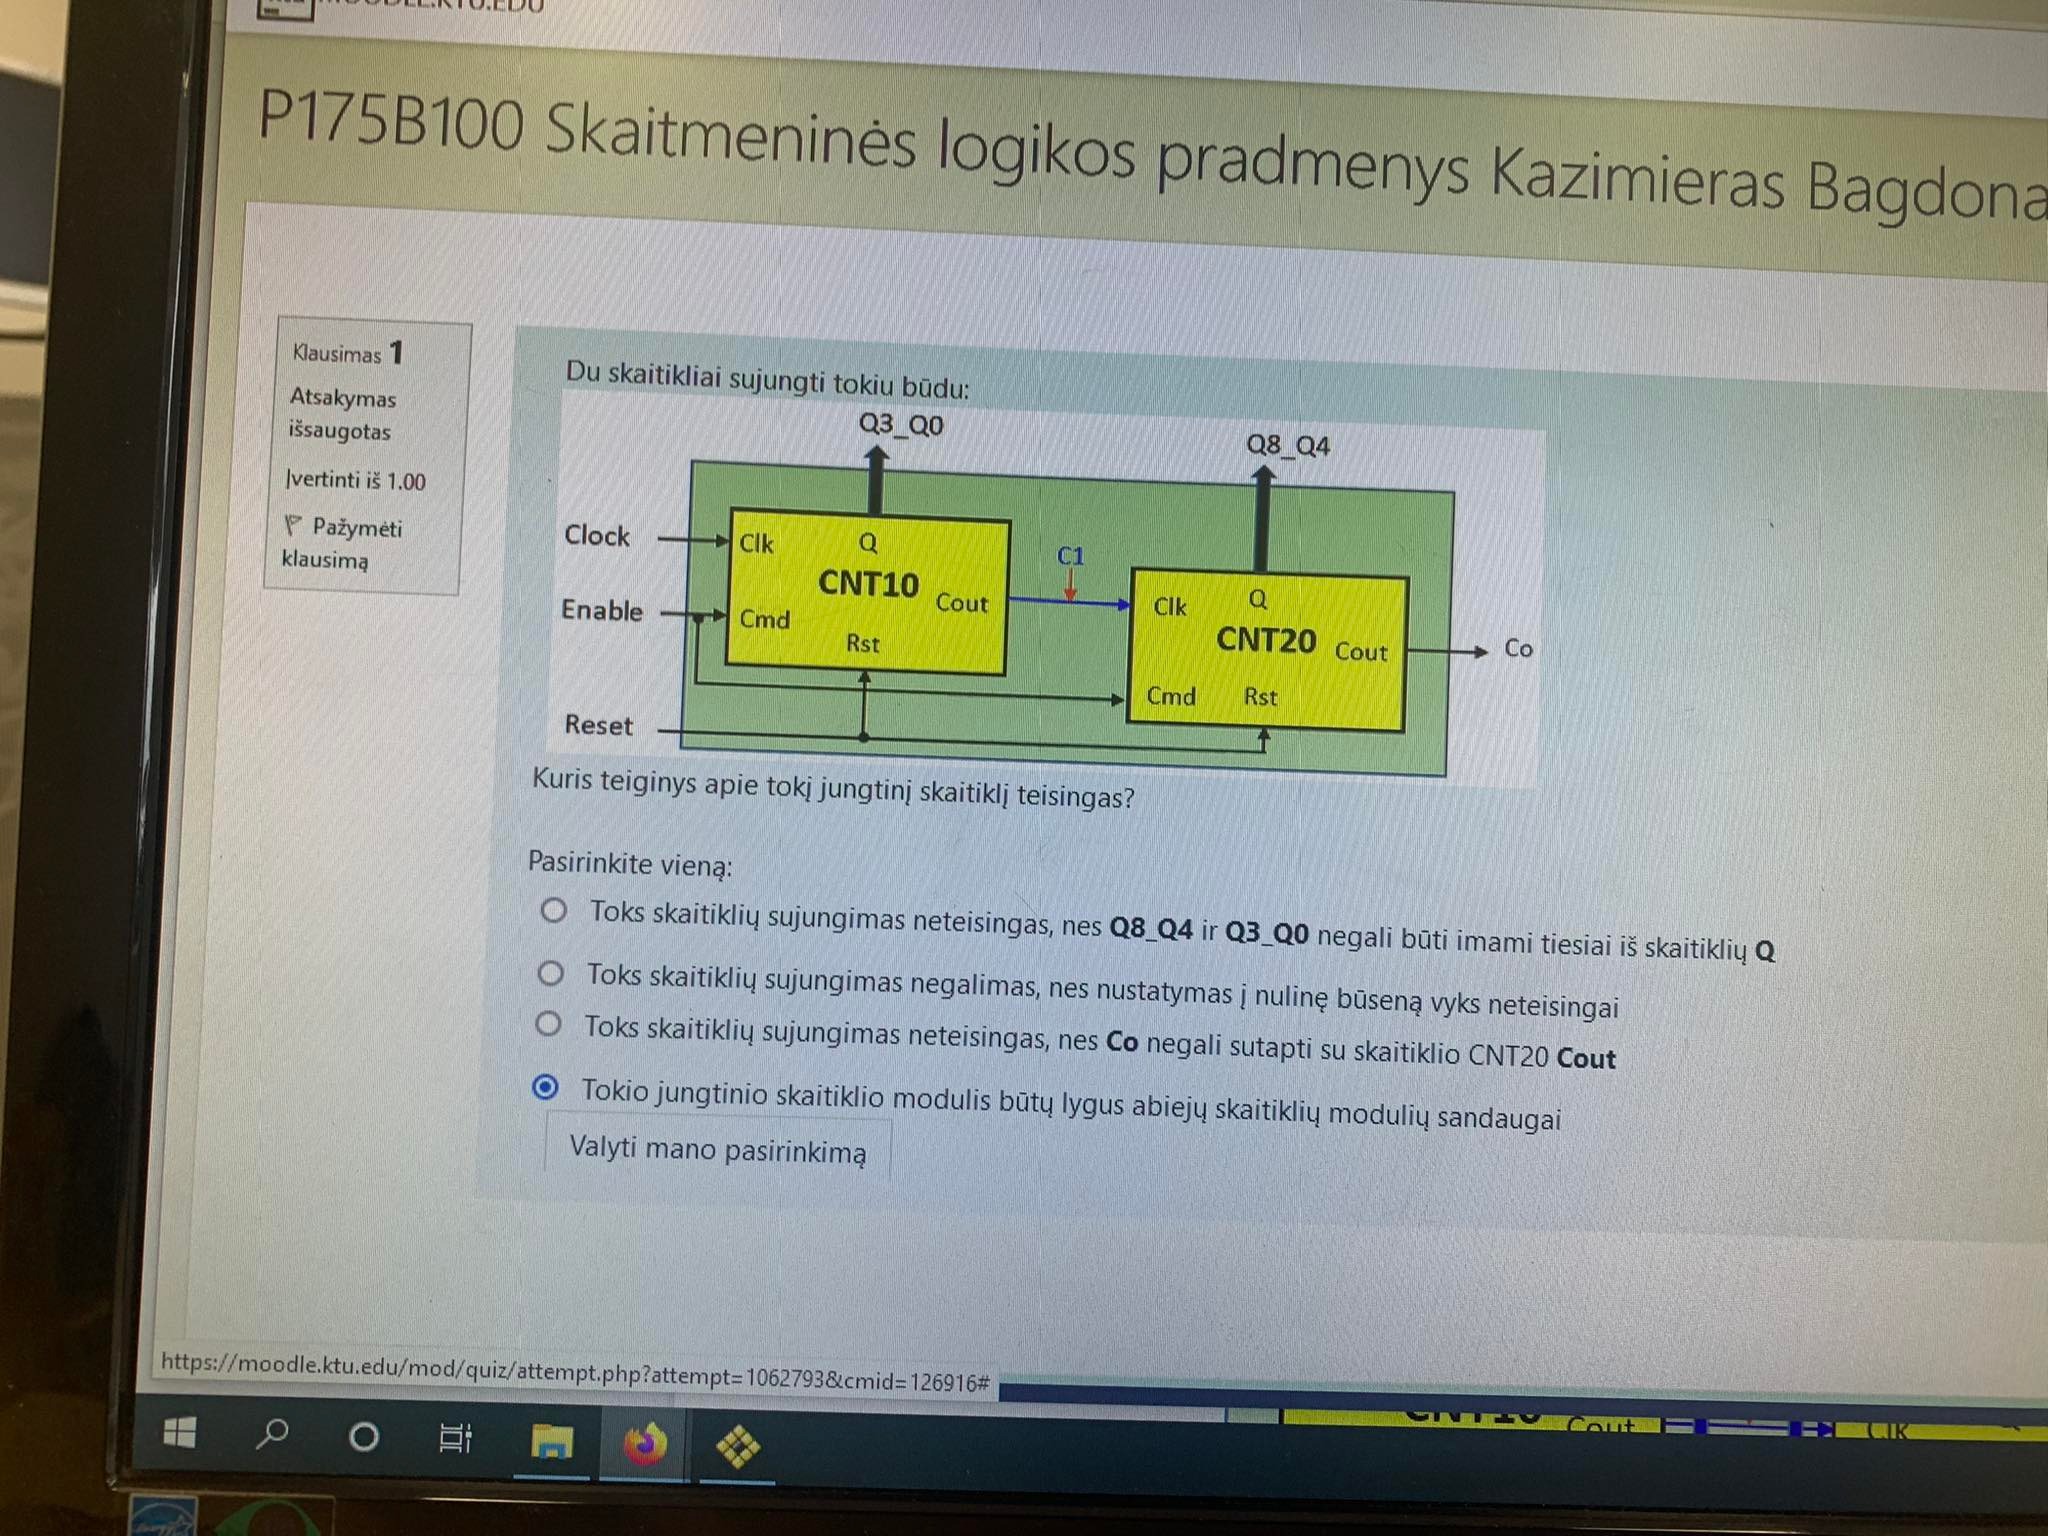 MOODLE.KTU.EDU
P175B100 Skaitmeninės logikos pradmenys Kazimieras Bagdona
Klausimas 1
Atsakymas
išsaugotas
Įvertinti iš 1.00
Pažymėti
klausimą
Du skaitikliai sujungti tokiu būdu:
Q3_Q0
Q8_Q4
Clock
Clk
Q
CNT10
Cout
C1
Clk
Q
CNT20
Cout
Co
Enable
Cmd
Rst
Cmd
Rst
Reset
Kuris teiginys apie tokį jungtinį skaitiklį teisingas?
Pasirinkite vieną:
Toks skaitiklių sujungimas neteisingas, nes Q8_Q4 ir Q3_Q0 negali būti imami tiesiai iš skaitiklių Q
Toks skaitiklių sujungimas negalimas, nes nustatymas į nulinę būseną vyks neteisingai
Toks skaitiklių sujungimas neteisingas, nes Co negali sutapti su skaitiklio CNT20 Cout
Tokio jungtinio skaitiklio modulis būtų lygus abiejų skaitiklių modulių sandaugai
Valyti mano pasirinkimą
https://moodle.ktu.edu/mod/quiz/attempt.php?attempt=1062793&cmid=126916#
CNT10
Cout
Clk